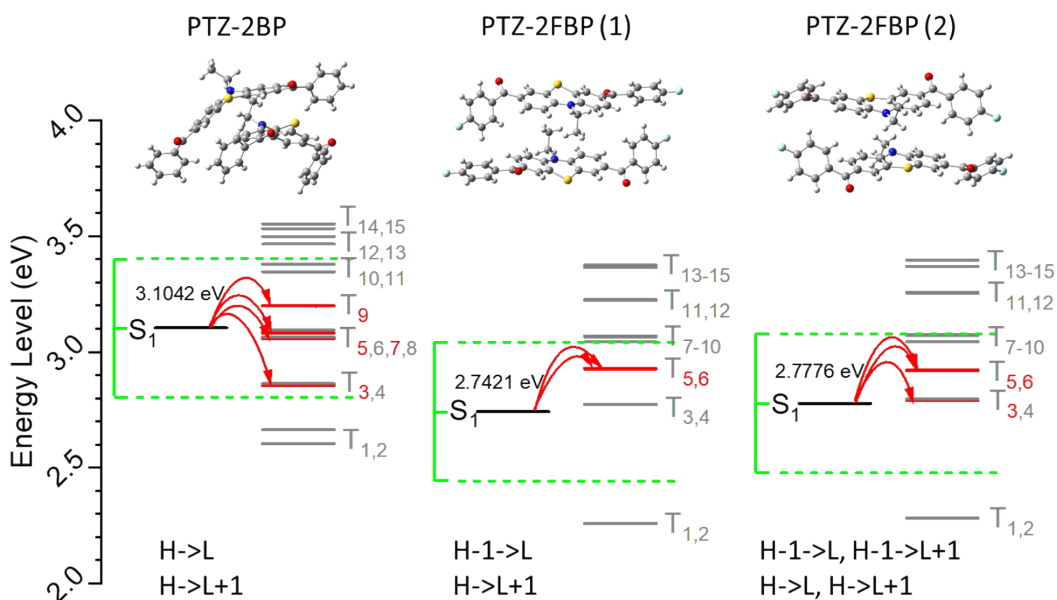 PTZ-2BP
PTZ-2FBP (1)
PTZ-2FBP (2)
Energy Level (eV)
4.0
3.5
3.0
2.5
2.0
T14,15
T12,13
T10,11
T9
T5,6,7,8
T3,4
T1,2
3.1042 eV
S1
H->L
H->L+1
T13-15
T11,12
T7-10
T5,6
T3,4
T1,2
2.7421 eV
S1
H-1->L
H->L+1
T13-15
T11,12
T7-10
T5,6
T3,4
T1,2
2.7776 eV
S1
H-1->L, H-1->L+1
H->L, H->L+1